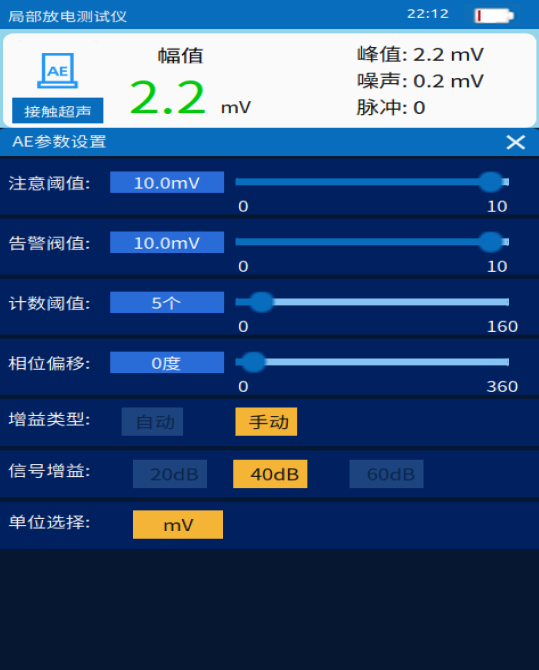 局部放电测试仪 22:12
AE 幅值 峰值: 2.2 mV
接触超声 2.2 mV 噪声: 0.2 mV
脉冲: 0
AE参数设置
注意阈值: 10.0mV
0 10
告警阀值: 10.0mV
0 10
计数阈值: 5个
0 160
相位偏移: 0度
0 360
增益类型: 自动 手动
信号增益: 20dB 40dB 60dB
单位选择: mV